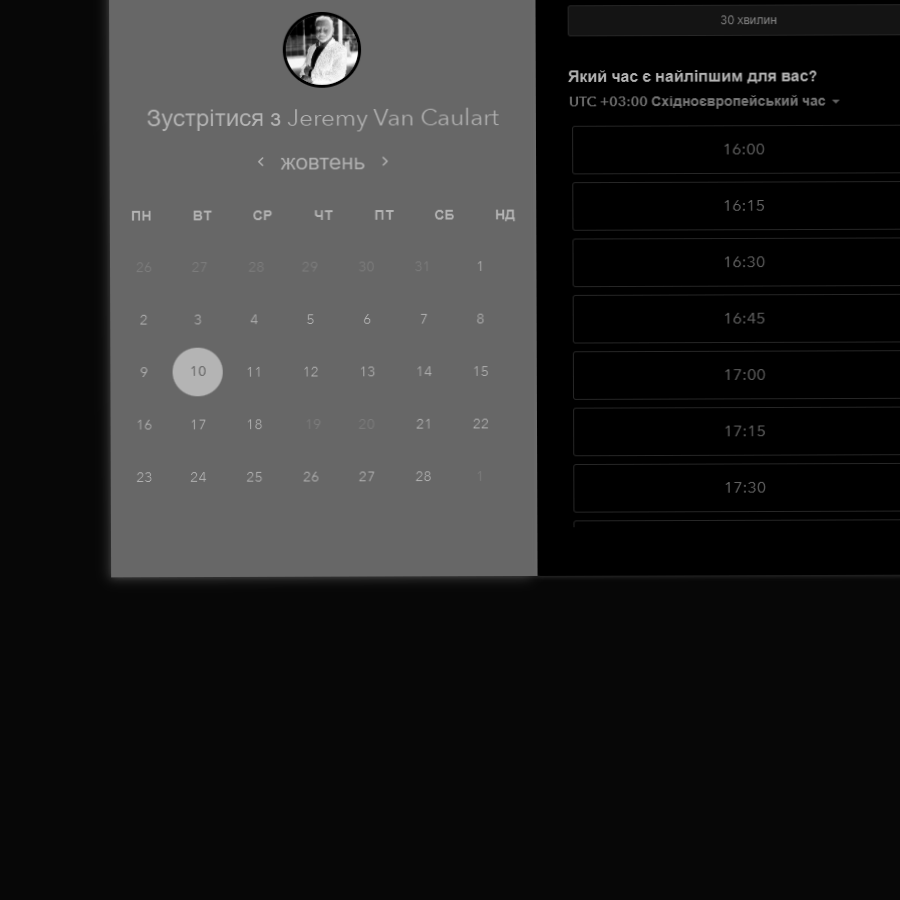 Зустрітися з Jeremy Van Caulart
жовтень
ПН ВТ СР ЧТ ПТ СБ НД
26 27 28 29 30 31 1
2 3 4 5 6 7 8
9 10 11 12 13 14 15
16 17 18 19 20 21 22
23 24 25 26 27 28 1
30 хвилин
Який час є найліпшим для вас?
UTC +03:00 Східноєвропейський час
16:00
16:15
16:30
16:45
17:00
17:15
17:30